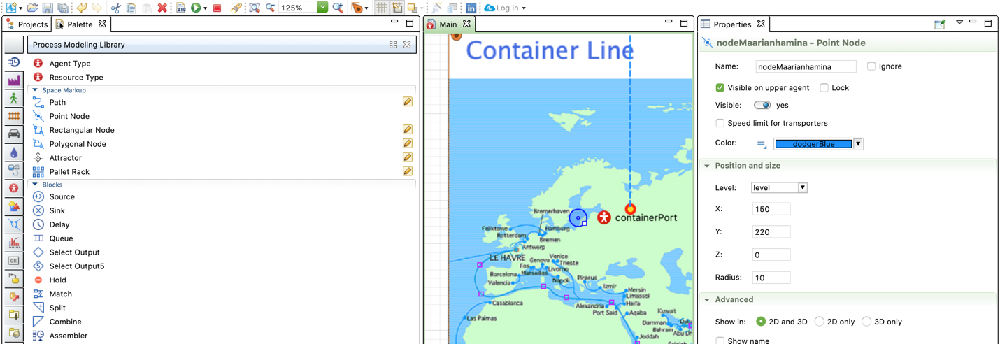 125%
Log in
Projects
Palette
Process Modeling Library
Agent Type
Resource Type
Space Markup
Path
Point Node
Rectangular Node
Polygonal Node
Attractor
Pallet Rack
Blocks
Source
Sink
Delay
Queue
Select Output
Select Output5
Hold
Match
Split
Combine
Assembler
Main
Container Line
containerPort
Bremerhaven
Felixtowe
Hamburg
Rotterdam
Bremen
Antwerp
LE HAVRE
Genova
Venice
Trieste
Fos
Livorno
Barcelona
Marseilles
Napoli
Valencia
Piraeus
Izmir
Mersin
Limassol
Casablanca
Alexandria
Haifa
Port Said
Aqaba
Kuwait
Las Palmas
Damman
Bahrain
Abu Dh
Jeddah
Properties
nodeMaarianhamina - Point Node
Name: nodeMaarianhamina Ignore
Visible on upper agent Lock
Visible: yes
Speed limit for transporters
Color: dodgerBlue
Position and size
Level: level
X: 150
Y: 220
Z: 0
Radius: 10
Advanced
Show in: 2D and 3D 2D only 3D only
Show name